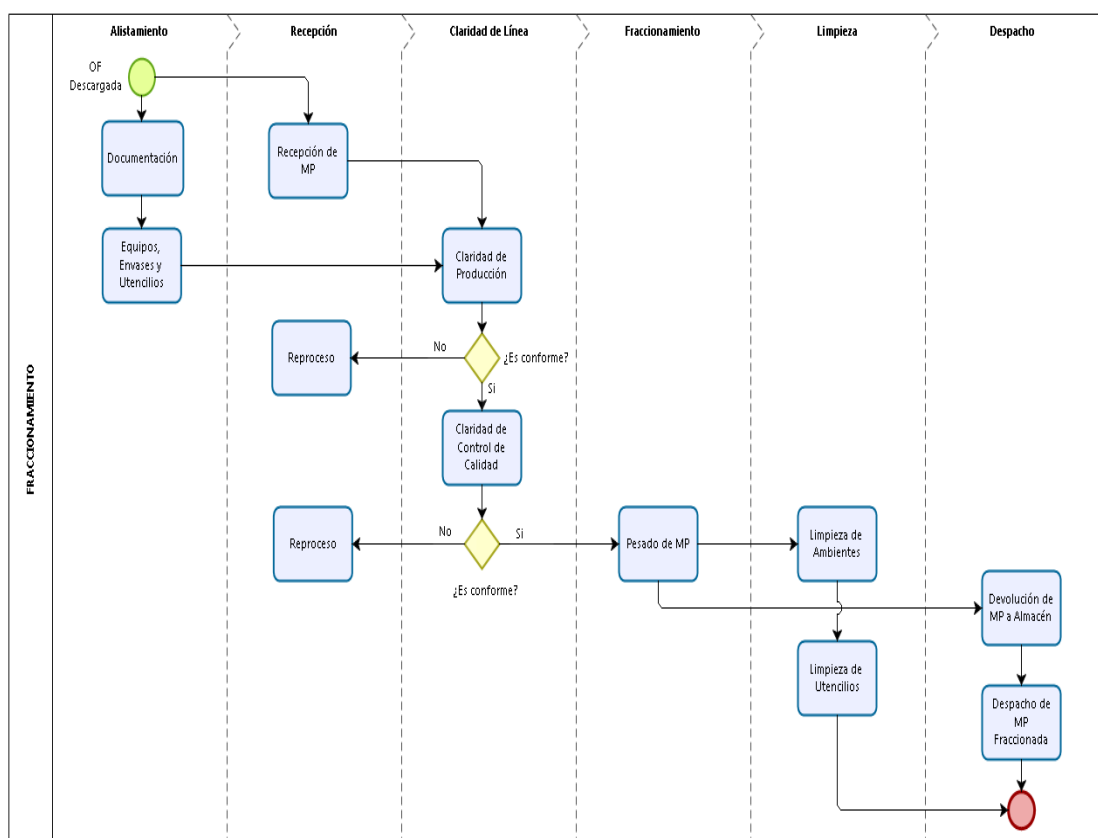 Alistamiento
Recepción
Claridad de Línea
Fraccionamiento
Limpieza
Despacho
FRACCIONAMIENTO
OF
Descargada
Documentación
Recepción de
MP
Equipos,
Envases y
Utencilios
Claridad de
Producción
Reproceso
No
¿Es conforme?
Si
Claridad de
Control de
Calidad
Reproceso
No
Si
¿Es conforme?
Pesado de MP
Limpieza de
Ambientes
Devolución de
MP a Almacén
Limpieza de
Utencilios
Despacho de
MP
Fraccionada